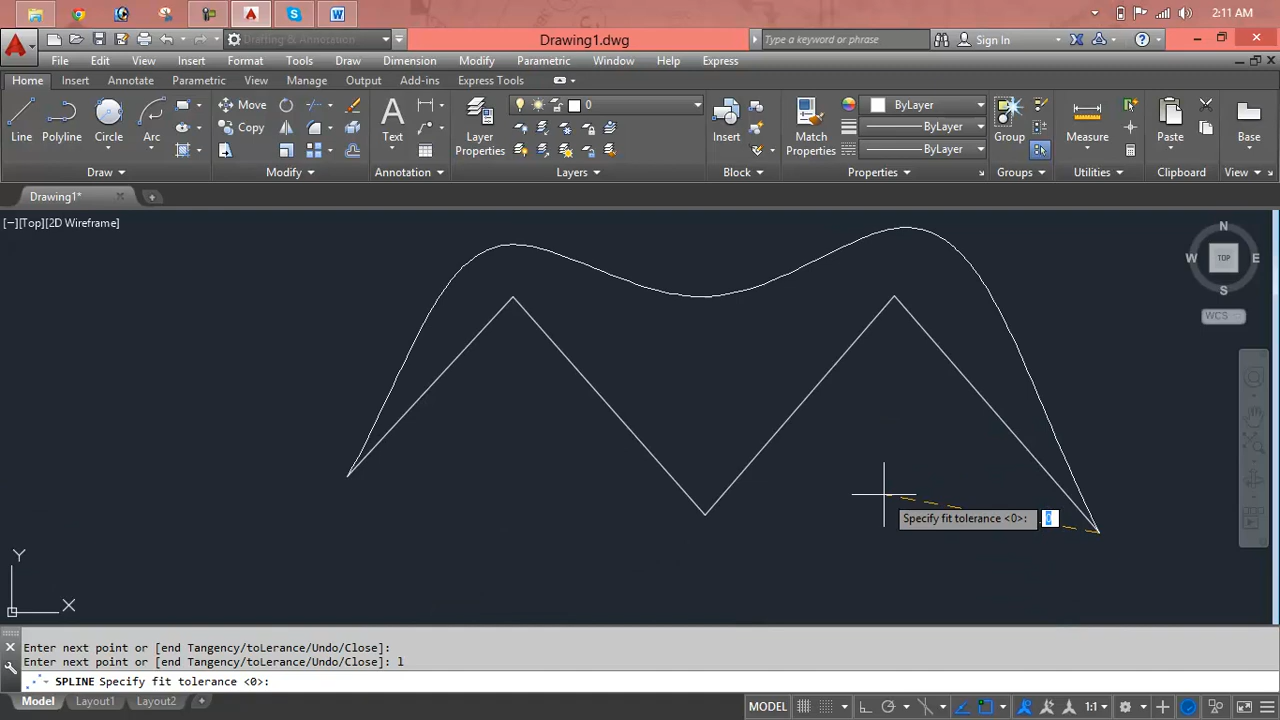 2:11 AM
Drafting & Annotation
Drawing1.dwg
Type a keyword or phrase
Sign In
File Edit View Insert Format Tools Draw Dimension Modify Parametric Window Help Express
Home Insert Annotate Parametric View Manage Output Add-ins Express Tools
Line Polyline Circle Arc
Move
Copy
Text
Layer Properties
0
Insert
Match Properties
ByLayer
ByLayer
ByLayer
Group
Measure
Paste
Base
Draw Modify Annotation Layers Block Properties Groups Utilities Clipboard View
Drawing1*
[−][Top][2D Wireframe]
N
W TOP E
S
WCS
Specify fit tolerance <0>: 0
Y
X
Enter next point or [end Tangency/toLerance/Undo/Close]:
Enter next point or [end Tangency/toLerance/Undo/Close]: l
SPLINE Specify fit tolerance <0>:
Model Layout1 Layout2
MODEL
1:1